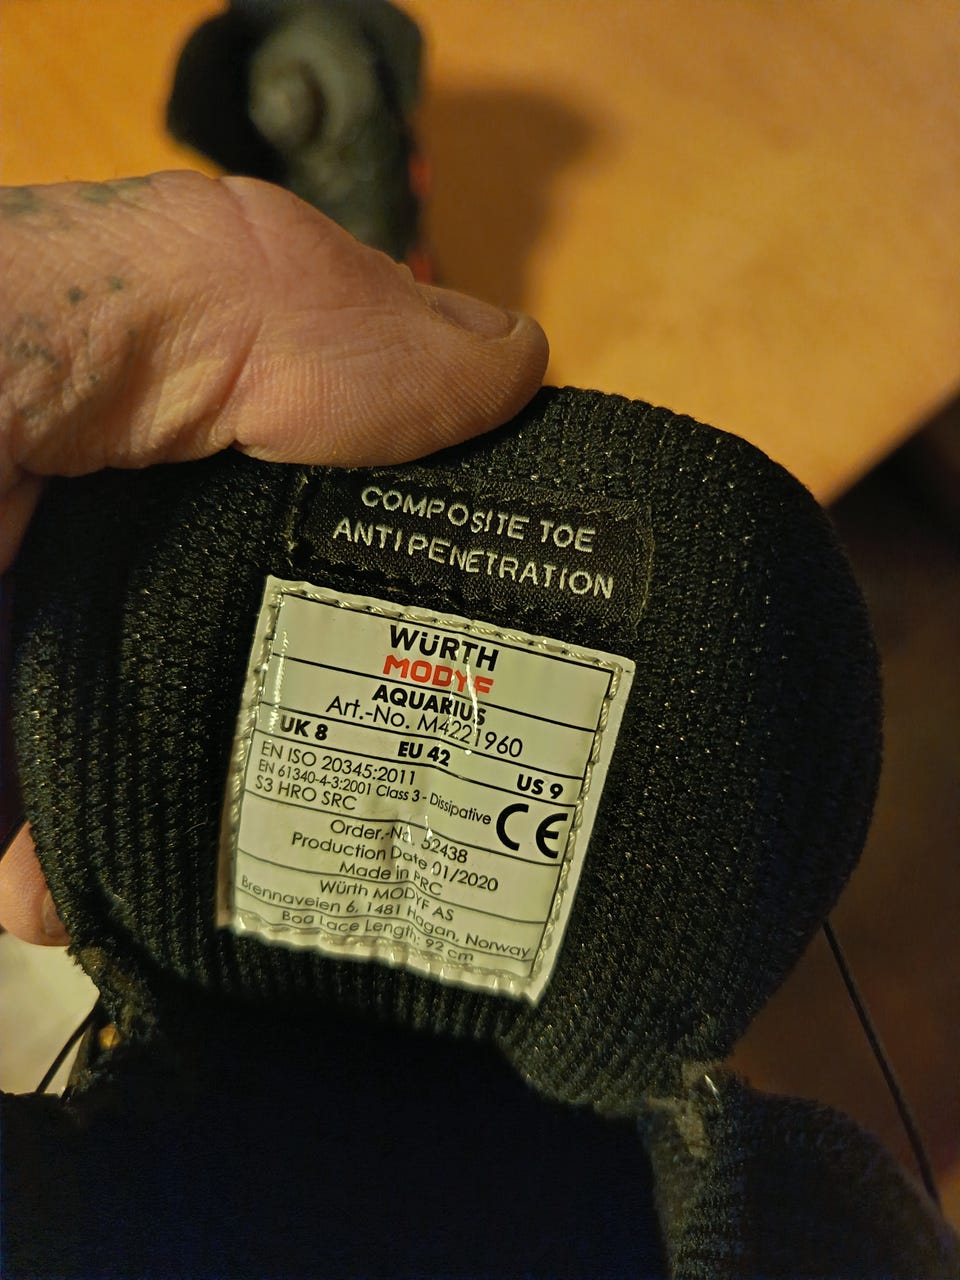 COMPOSITE TOE
ANTIPENETRATION
WÜRTH
MODYF
AQUARIUS
Art.-No. M4221960
UK 8 EU 42 US 9
EN ISO 20345:2011
EN 61340-4-3:2001 Class 3 - Dissipative
S3 HRO SRC
CE
Order.-No. 52438
Production Date 01/2020
Made in PRC
Würth MODYF AS
Brennaveien 6, 1481 Hagan, Norway
Boa Lace Length: 92 cm